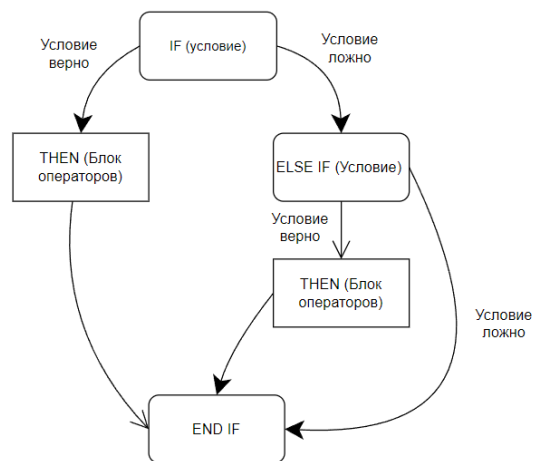 IF (условие)
Условие
верно
Условие
ложно
THEN (Блок
операторов)
ELSE IF (Условие)
Условие
верно
THEN (Блок
операторов)
Условие
ложно
END IF